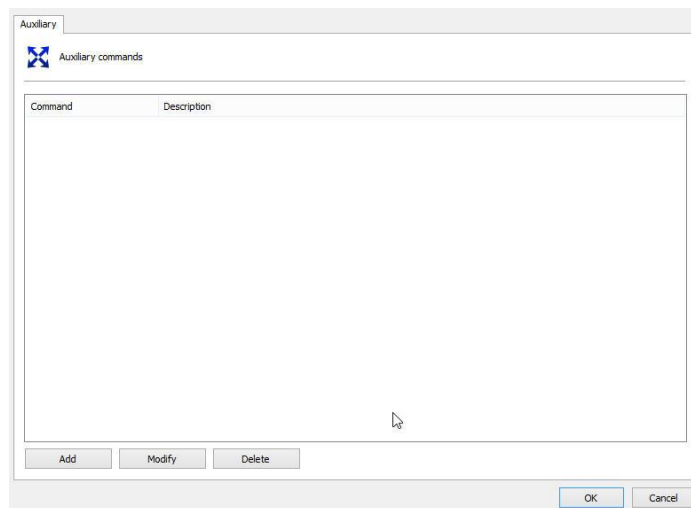 Auxiliary
Auxiliary commands
Command Description
Add Modify Delete
OK Cancel